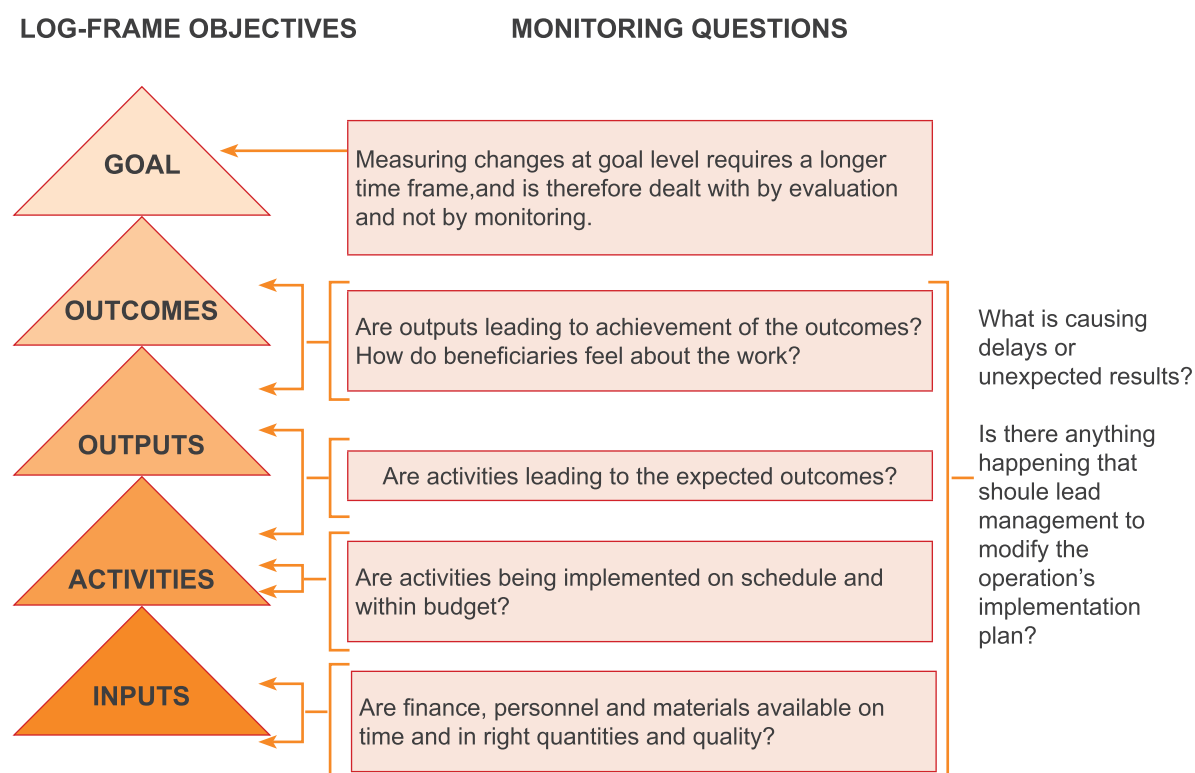 LOG-FRAME OBJECTIVES
MONITORING QUESTIONS
GOAL
Measuring changes at goal level requires a longer
time frame,and is therefore dealt with by evaluation
and not by monitoring.
OUTCOMES
Are outputs leading to achievement of the outcomes?
How do beneficiaries feel about the work?
OUTPUTS
Are activities leading to the expected outcomes?
ACTIVITIES
Are activities being implemented on schedule and
within budget?
INPUTS
Are finance, personnel and materials available on
time and in right quantities and quality?
What is causing
delays or
unexpected results?
Is there anything
happening that
shoule lead
management to
modify the
operation’s
implementation
plan?